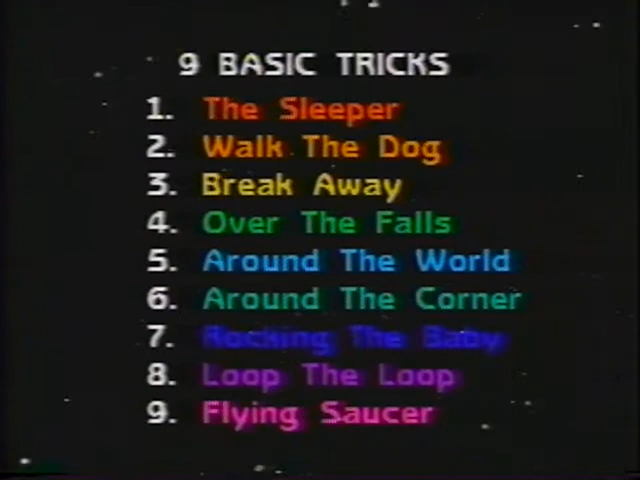 9 BASIC TRICKS
1. The Sleeper
2. Walk The Dog
3. Break Away
4. Over The Falls
5. Around The World
6. Around The Corner
7. Rocking The Baby
8. Loop The Loop
9. Flying Saucer